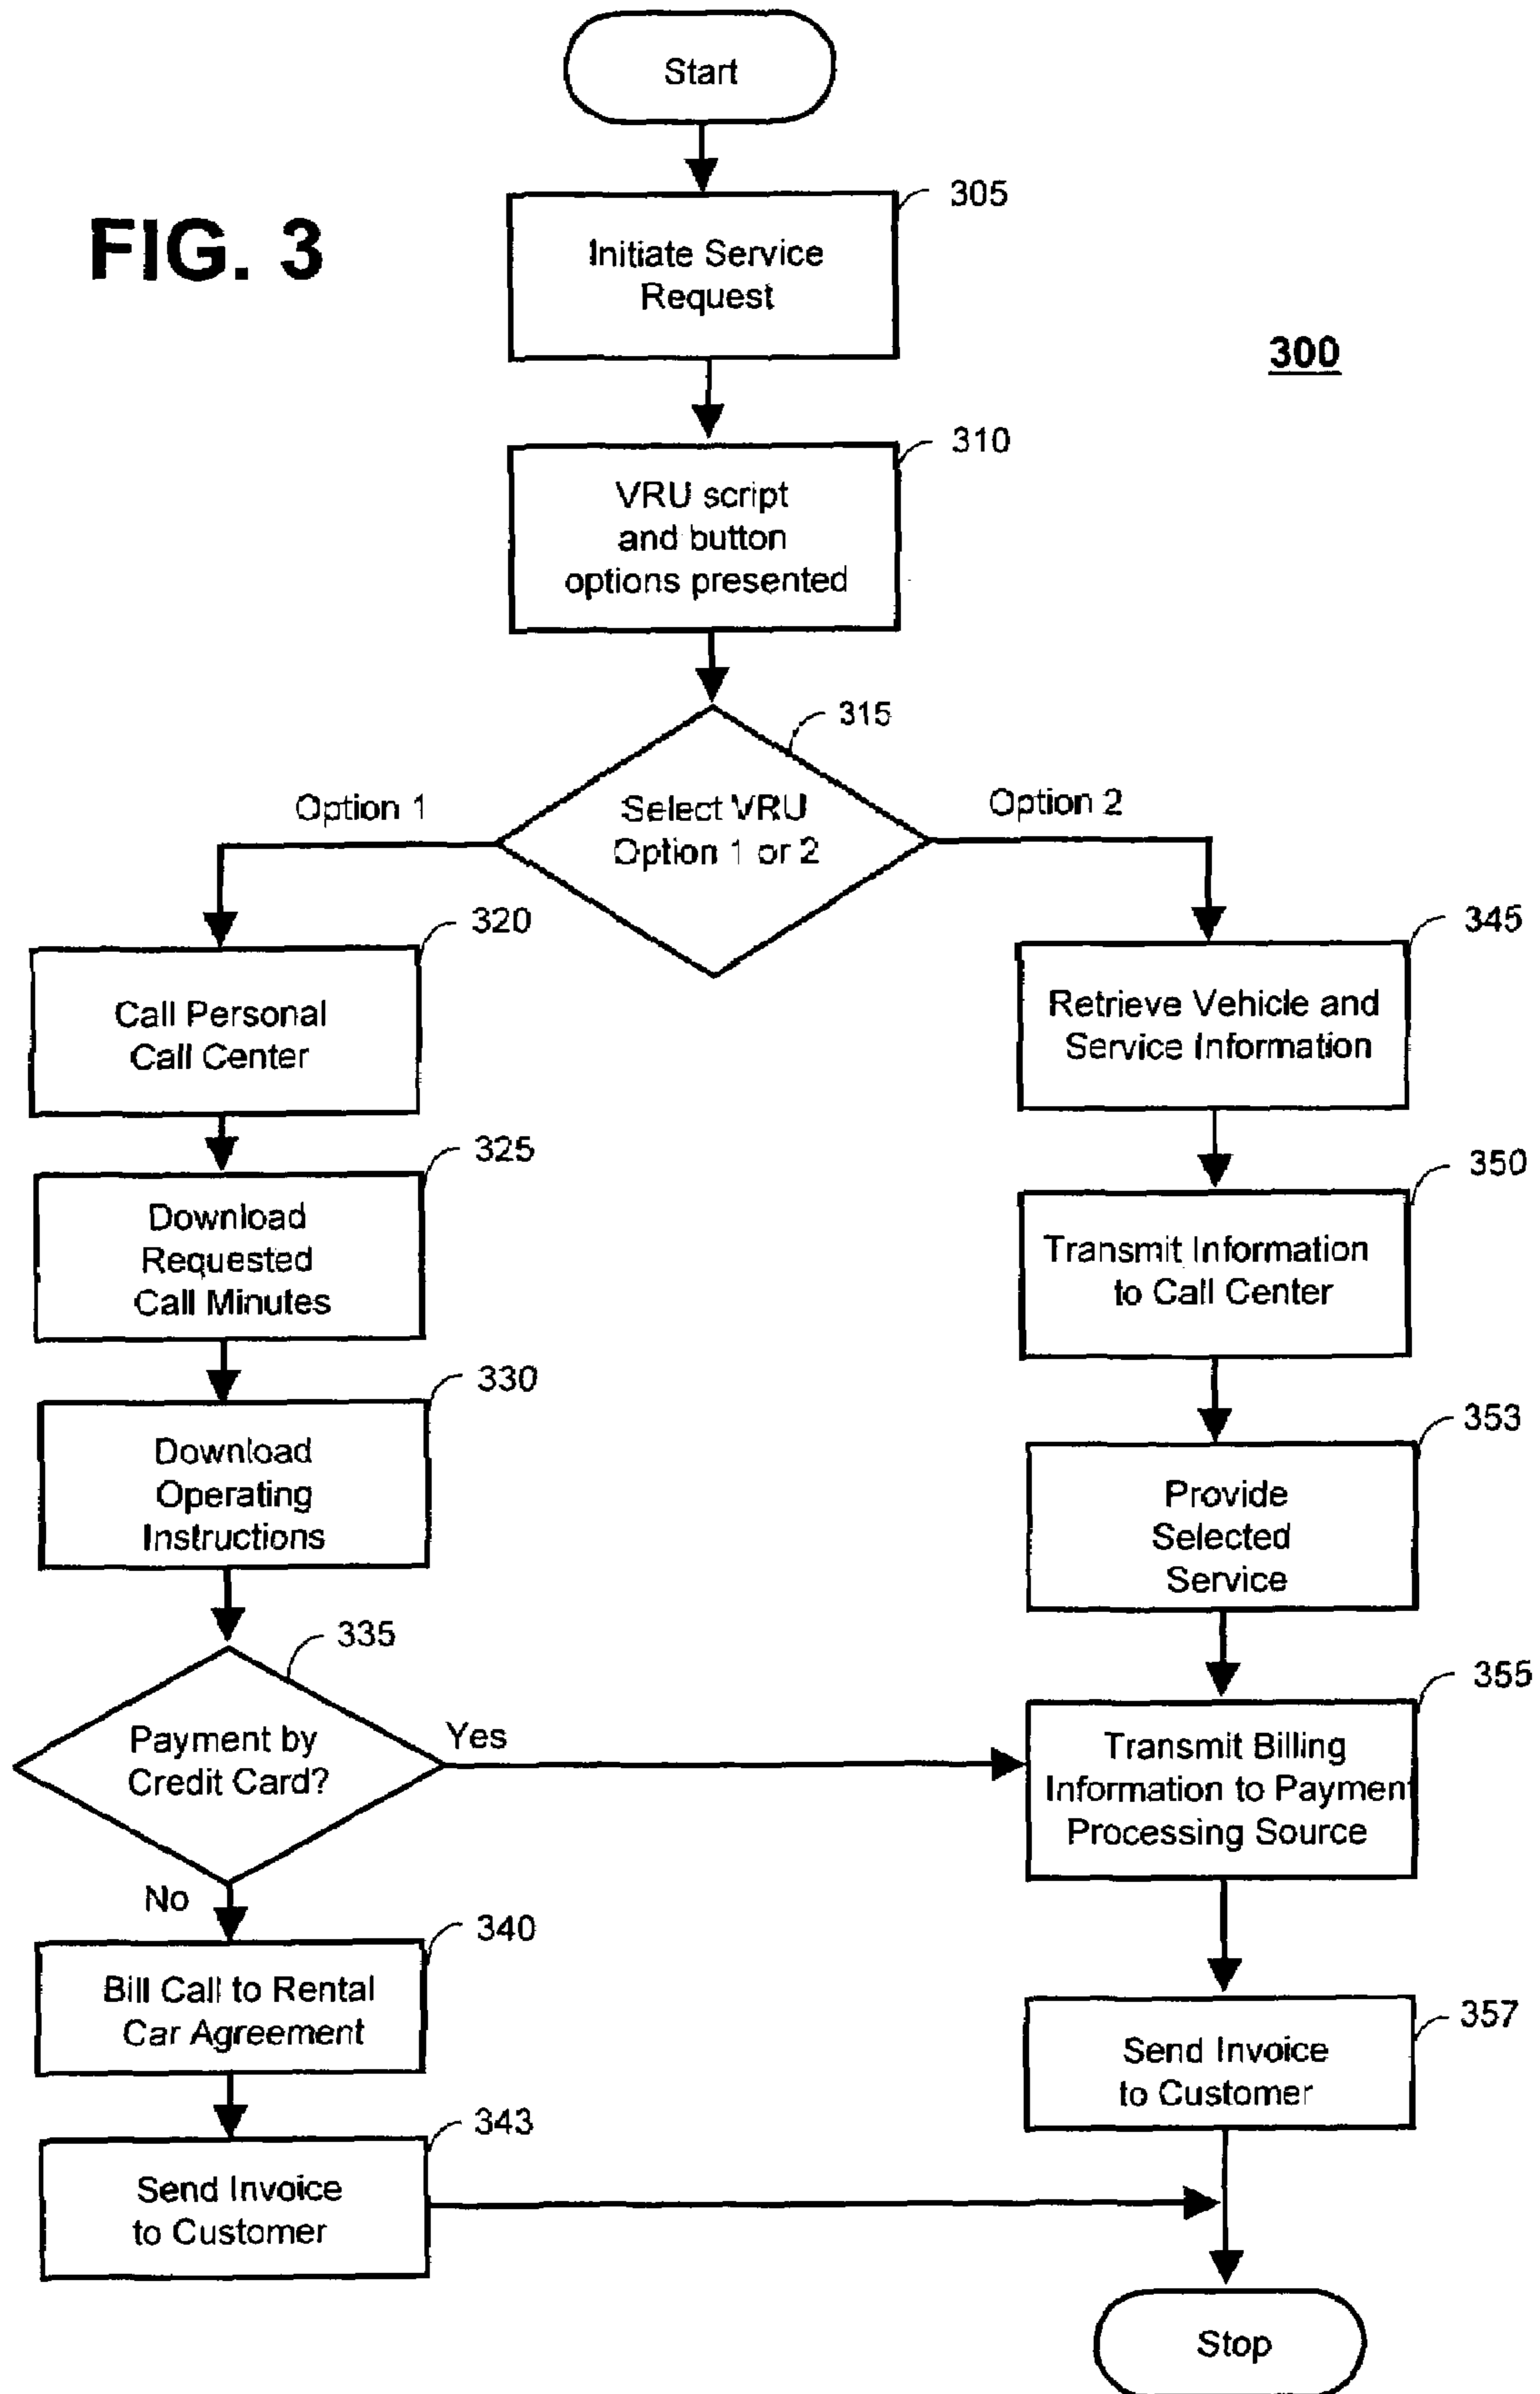 Start
FIG. 3
305
Initiate Service
Request
300
310
VRU script
and button
options presented
315
Select VRU
Option 1 or 2
Option 1
Option 2
320
Call Personal
Call Center
325
Download
Requested
Call Minutes
330
Download
Operating
Instructions
335
Payment by
Credit Card?
Yes
No
340
Bill Call to Rental
Car Agreement
343
Send Invoice
to Customer
345
Retrieve Vehicle and
Service Information
350
Transmit Information
to Call Center
353
Provide
Selected
Service
355
Transmit Billing
Information to Paymen
Processing Source
357
Send Invoice
to Customer
Stop